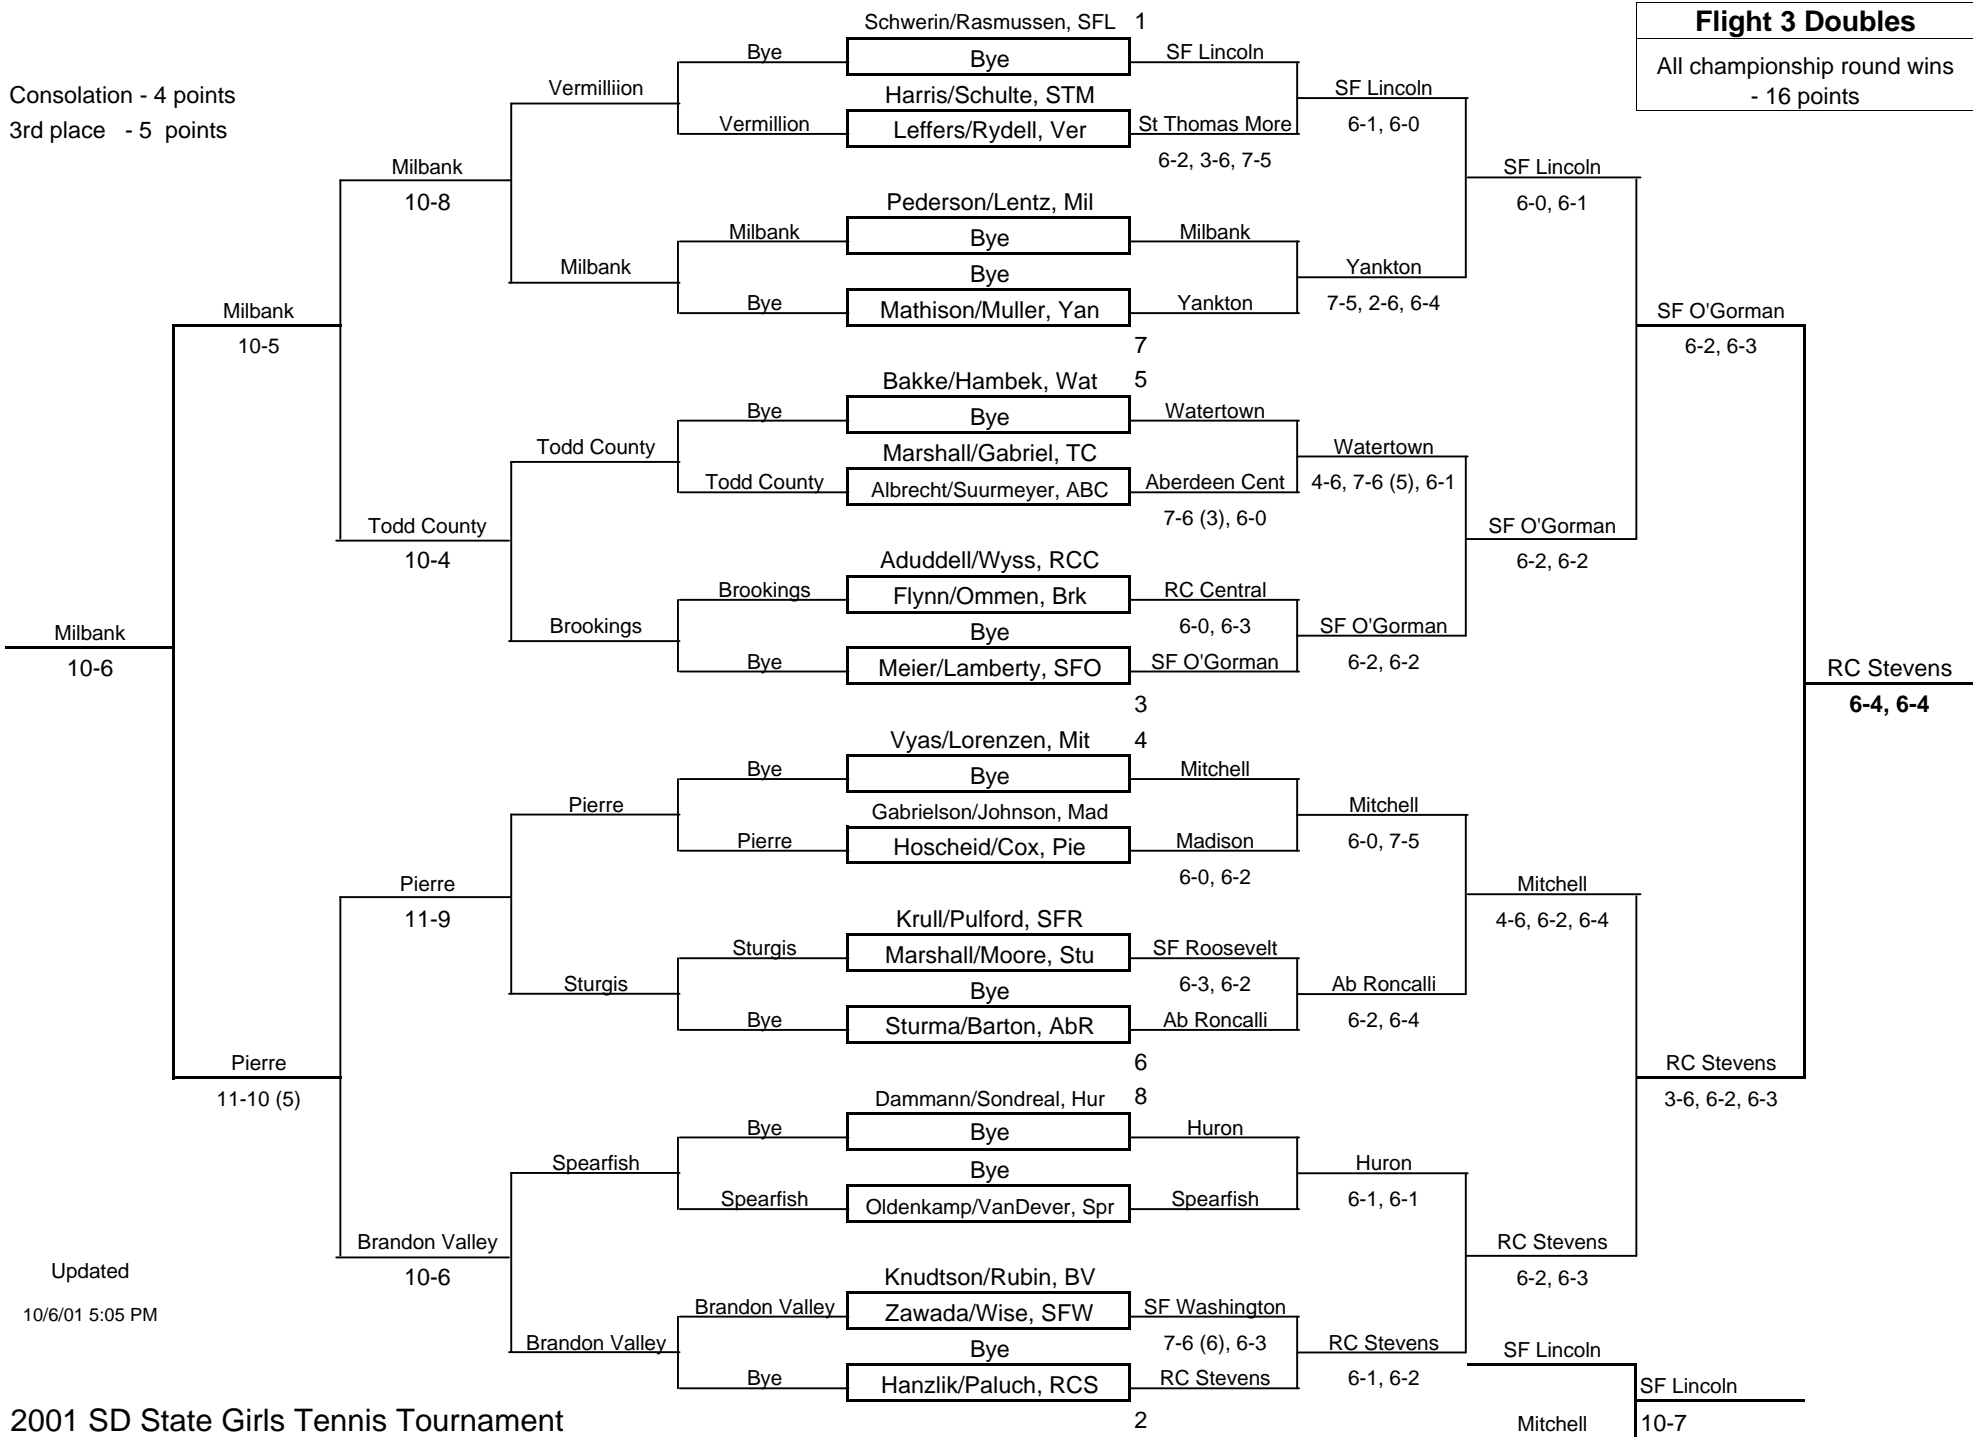 Schwerin/Rasmussen, SFL 1
Flight 3 Doubles
All championship round wins
- 16 points
Consolation - 4 points
3rd place - 5 points
Bye Bye SF Lincoln
Vermilliion Harris/Schulte, STM SF Lincoln
Vermillion Leffers/Rydell, Ver St Thomas More 6-1, 6-0
6-2, 3-6, 7-5
Milbank SF Lincoln
10-8 Pederson/Lentz, Mil 6-0, 6-1
Milbank Bye Milbank
Milbank Bye Yankton
Bye Mathison/Muller, Yan Yankton 7-5, 2-6, 6-4
Milbank SF O'Gorman
10-5 7 6-2, 6-3
Bakke/Hambek, Wat 5
Bye Bye Watertown
Todd County Marshall/Gabriel, TC Watertown
Todd County Albrecht/Suurmeyer, ABC Aberdeen Cent 4-6, 7-6 (5), 6-1
7-6 (3), 6-0
Todd County SF O'Gorman
10-4 Aduddell/Wyss, RCC 6-2, 6-2
Brookings Flynn/Ommen, Brk RC Central
Brookings Bye 6-0, 6-3 SF O'Gorman
Bye Meier/Lamberty, SFO SF O'Gorman 6-2, 6-2
Milbank
10-6
RC Stevens
6-4, 6-4
3
Vyas/Lorenzen, Mit 4
Bye Bye Mitchell
Pierre Gabrielson/Johnson, Mad Mitchell
Pierre Hoscheid/Cox, Pie Madison 6-0, 7-5
6-0, 6-2
Pierre Mitchell
11-9 Krull/Pulford, SFR 4-6, 6-2, 6-4
Sturgis Marshall/Moore, Stu SF Roosevelt
Sturgis Bye 6-3, 6-2 Ab Roncalli
Bye Sturma/Barton, AbR Ab Roncalli 6-2, 6-4
Pierre 6 RC Stevens
11-10 (5) Dammann/Sondreal, Hur 8 3-6, 6-2, 6-3
Bye Bye Huron
Spearfish Bye Huron
Spearfish Oldenkamp/VanDever, Spr Spearfish 6-1, 6-1
Brandon Valley RC Stevens
10-6 Knudtson/Rubin, BV 6-2, 6-3
Updated
10/6/01 5:05 PM
Brandon Valley Zawada/Wise, SFW SF Washington
Brandon Valley Bye 7-6 (6), 6-3 RC Stevens SF Lincoln
Bye Hanzlik/Paluch, RCS RC Stevens 6-1, 6-2 SF Lincoln
2001 SD State Girls Tennis Tournament 2 Mitchell 10-7